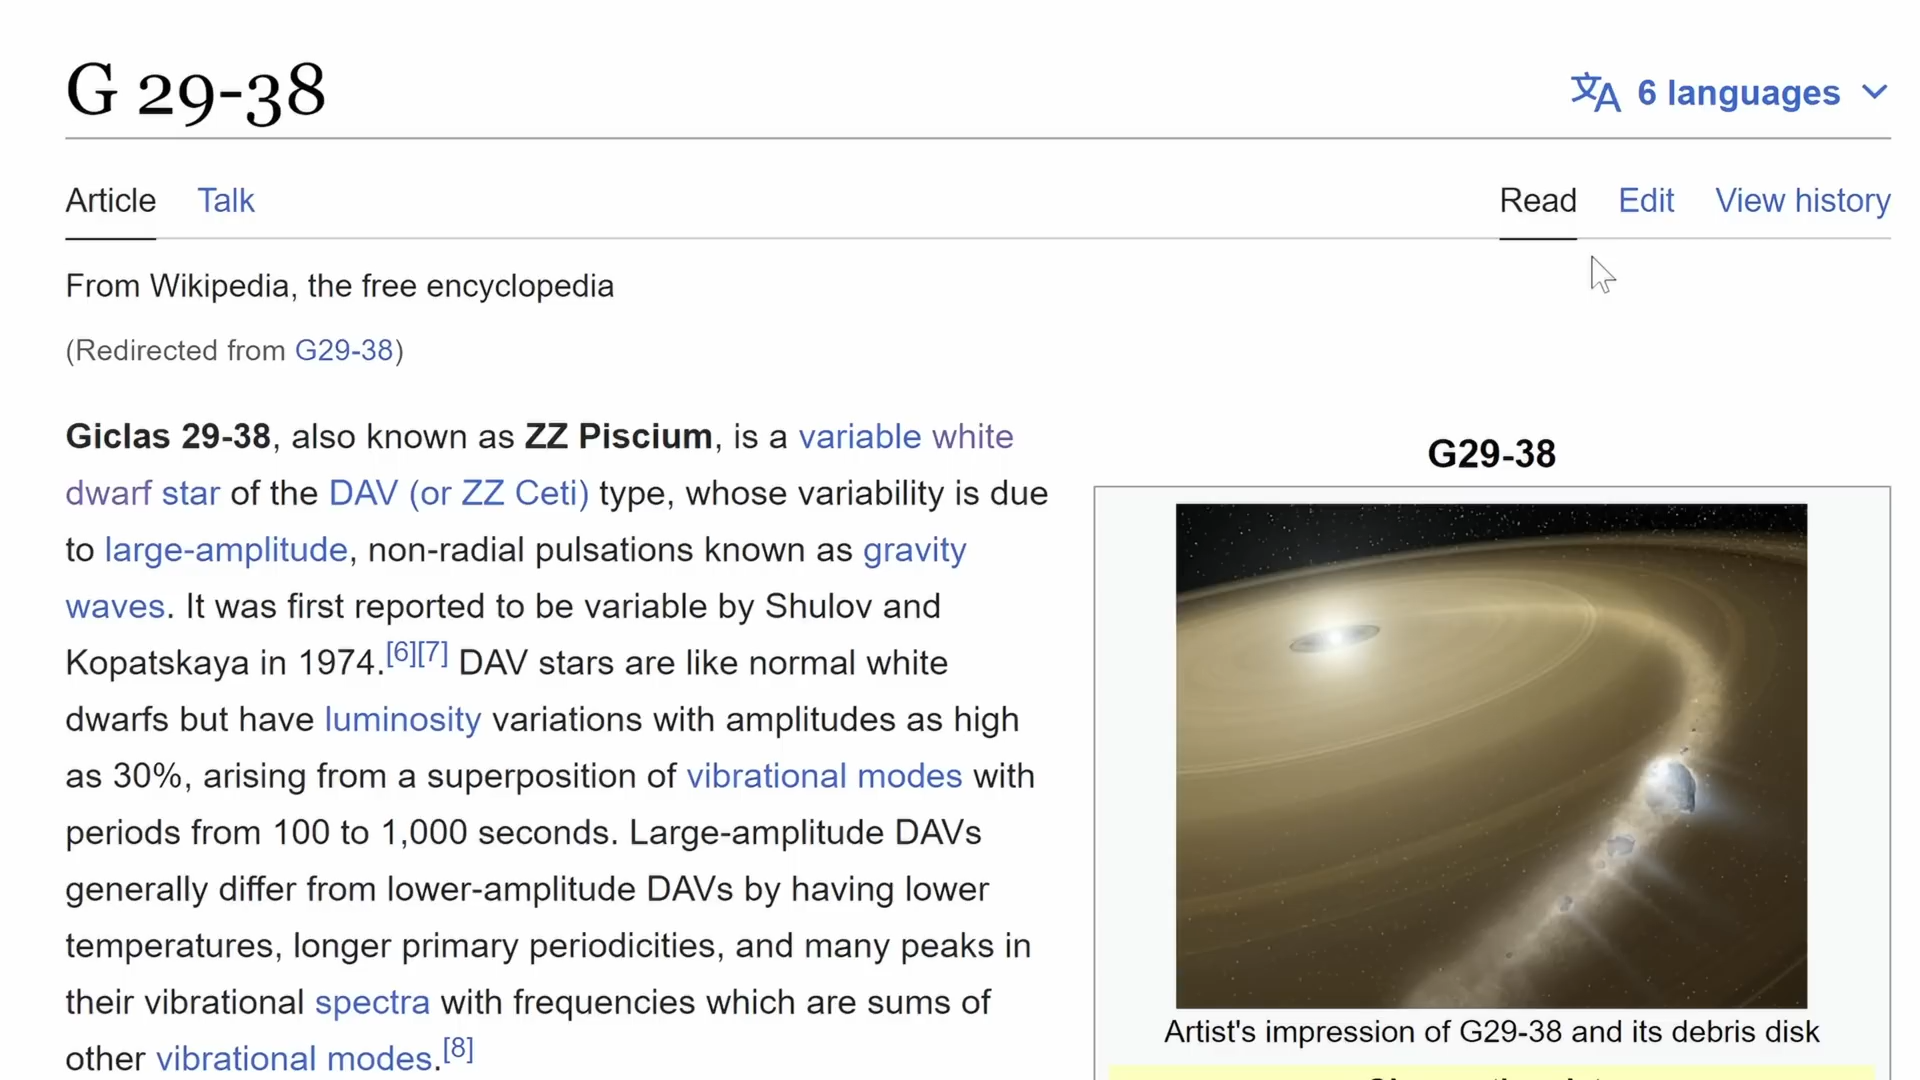 G 29-38
6 languages
Article Talk Read Edit View history
From Wikipedia, the free encyclopedia
(Redirected from G29-38)
Giclas 29-38, also known as ZZ Piscium, is a variable white
dwarf star of the DAV (or ZZ Ceti) type, whose variability is due
to large-amplitude, non-radial pulsations known as gravity
waves. It was first reported to be variable by Shulov and
Kopatskaya in 1974.[6][7] DAV stars are like normal white
dwarfs but have luminosity variations with amplitudes as high
as 30%, arising from a superposition of vibrational modes with
periods from 100 to 1,000 seconds. Large-amplitude DAVs
generally differ from lower-amplitude DAVs by having lower
temperatures, longer primary periodicities, and many peaks in
their vibrational spectra with frequencies which are sums of
other vibrational modes.[8]
G29-38
Artist's impression of G29-38 and its debris disk